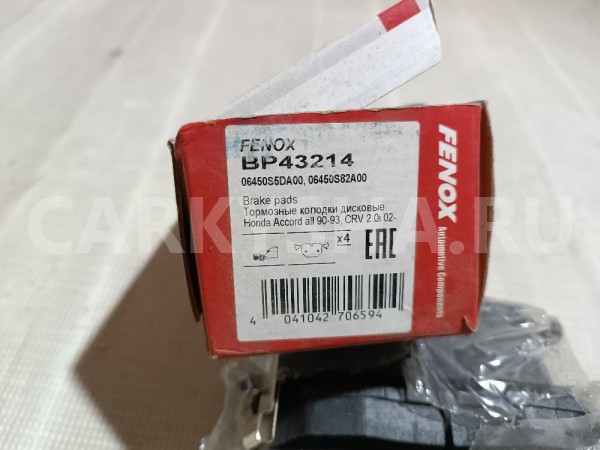 FENOX
BP43214
06450S5DA00, 06450S82A00
Brake pads
Тормозные колодки дисковые
Honda Accord all 90-93, CRV 2.0i 02-
x4
EAC
4 041042 706594
FENOX
Automotive Components